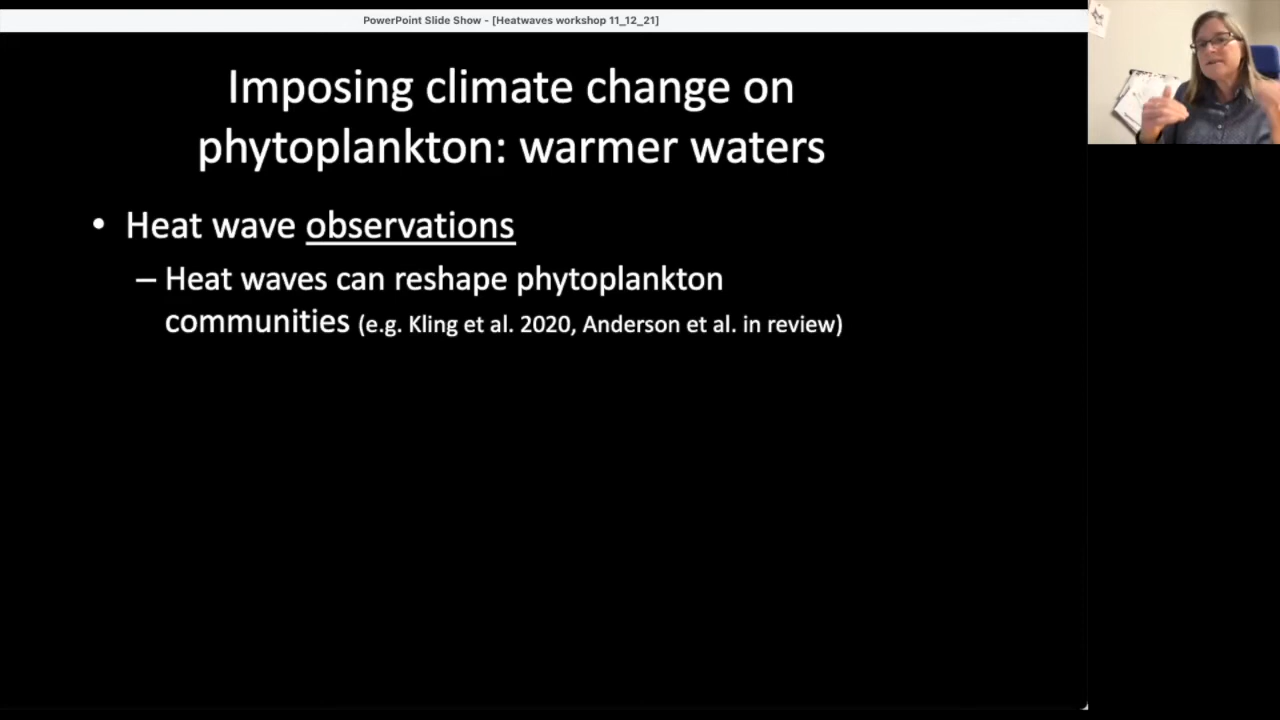 PowerPoint Slide Show - [Heatwaves workshop 11_12_21]
Imposing climate change on
phytoplankton: warmer waters
• Heat wave observations
– Heat waves can reshape phytoplankton
communities (e.g. Kling et al. 2020, Anderson et al. in review)